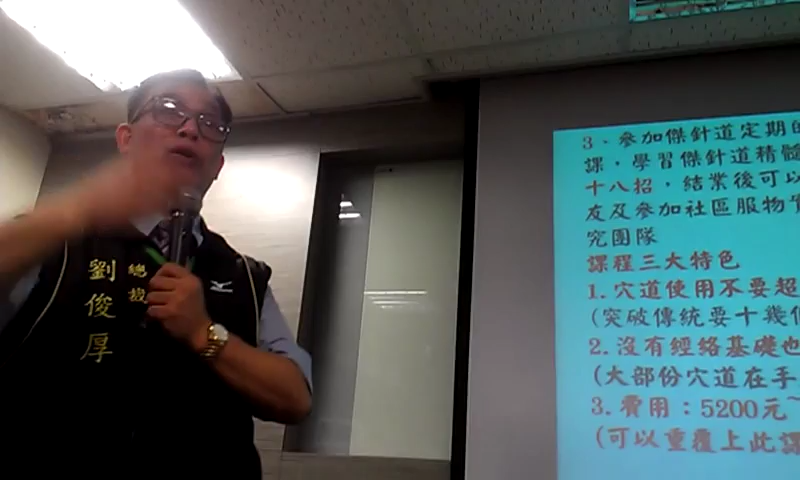 總裁
劉俊厚
3、參加傑針道定期
課，學習傑針道精髓
十八招，結業後可以
友及參加社區服物
究團隊
課程三大特色
1.穴道使用不要超
(突破傳統要十幾
2.沒有經絡基礎也
(大部份穴道在手
3.費用：5200元~
(可以重覆上此課